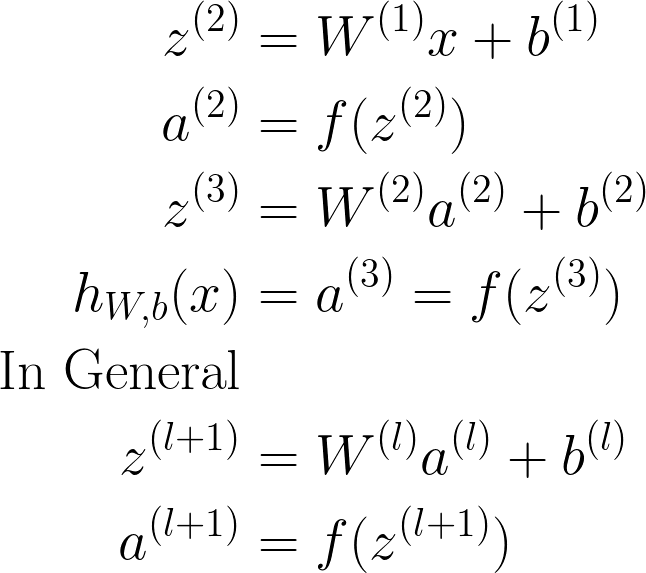 z^{(2)} = W^{(1)}x + b^{(1)}
a^{(2)} = f(z^{(2)})
z^{(3)} = W^{(2)}a^{(2)} + b^{(2)}
h_{W,b}(x) = a^{(3)} = f(z^{(3)})
In General
z^{(l+1)} = W^{(l)}a^{(l)} + b^{(l)}
a^{(l+1)} = f(z^{(l+1)})